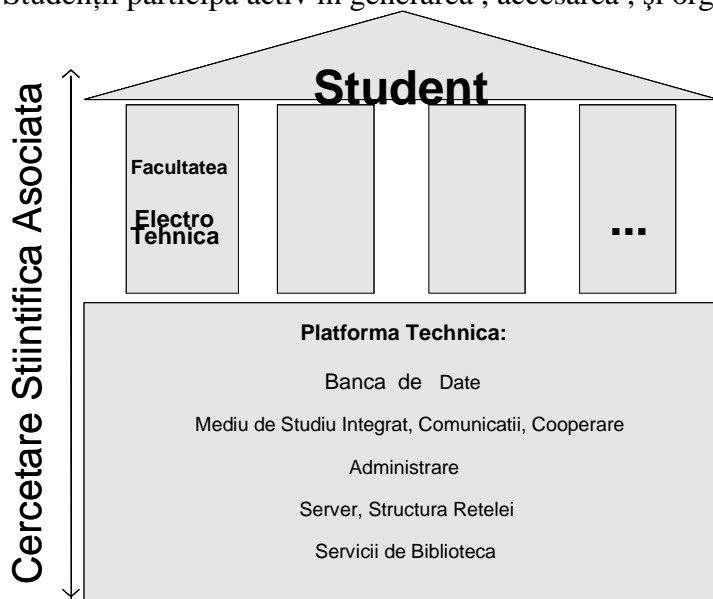 Studenții participă activ în generarea , accesarea , şi org
Student
Facultatea
Electro
Tehnica
...
Platforma Technica:
Banca de Date
Mediu de Studiu Integrat, Comunicatii, Cooperare
Administrare
Server, Structura Retelei
Servicii de Biblioteca
Cercetare Stiintifica Asociata